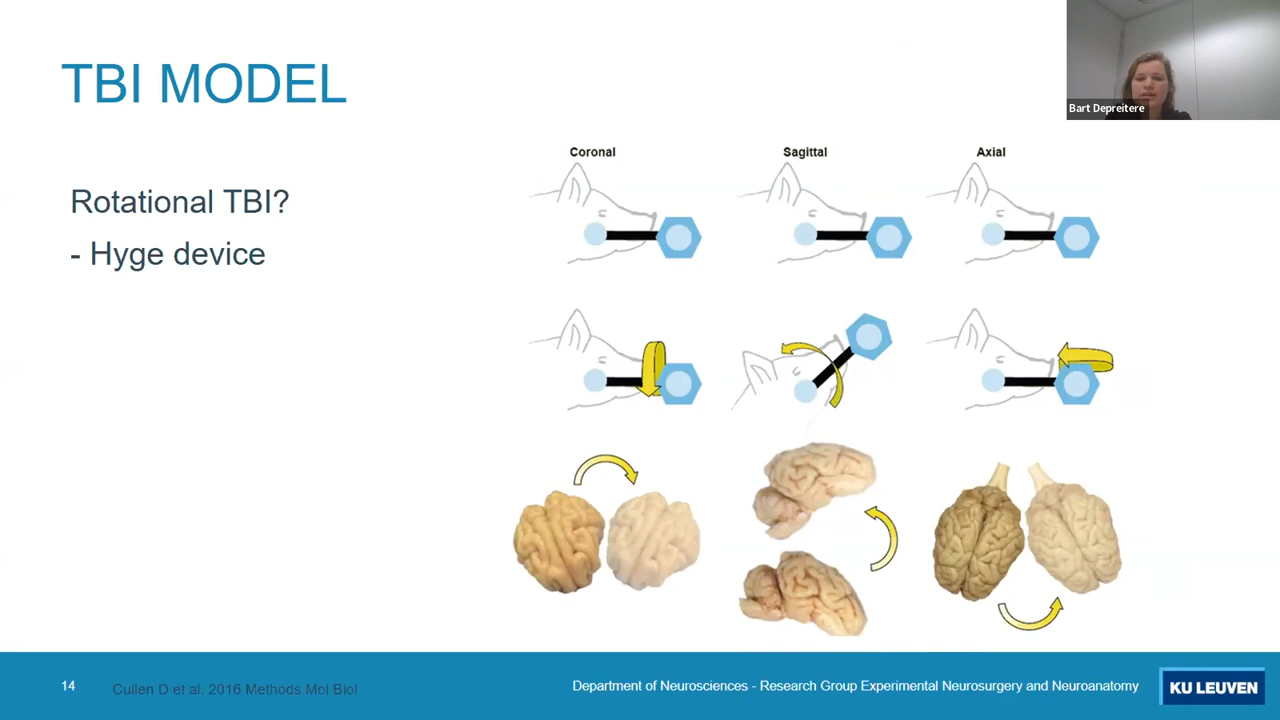 TBI MODEL
Bart Depreitere
Coronal
Sagittal
Axial
Rotational TBI?
- Hyge device
14
Cullen D et al. 2016 Methods Mol Biol
Department of Neurosciences - Research Group Experimental Neurosurgery and Neuroanatomy
KU LEUVEN